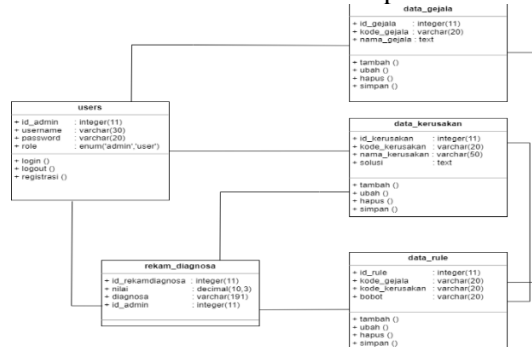 data_gejala
+ id_gejala : integer(11)
+ kode_gejala : varchar(20)
+ nama_gejala : text
+ tambah ()
+ ubah ()
+ hapus ()
+ simpan ()
users
+ id_admin : integer(11)
+ username : varchar(30)
+ password : varchar(20)
+ role : enum('admin','user')
+ login ()
+ logout ()
+ registrasi ()
data_kerusakan
+ id_kerusakan : integer(11)
+ kode_kerusakan : varchar(20)
+ nama_kerusakan : varchar(50)
+ solusi : text
+ tambah ()
+ ubah ()
+ hapus ()
+ simpan ()
rekam_diagnosa
+ id_rekamdiagnosa : integer(11)
+ nilai : decimal(10,3)
+ diagnosa : varchar(191)
+ id_admin : integer(11)
data_rule
+ id_rule : integer(11)
+ kode_gejala : varchar(20)
+ kode_kerusakan : varchar(20)
+ bobot : varchar(20)
+ tambah ()
+ ubah ()
+ hapus ()
+ simpan ()